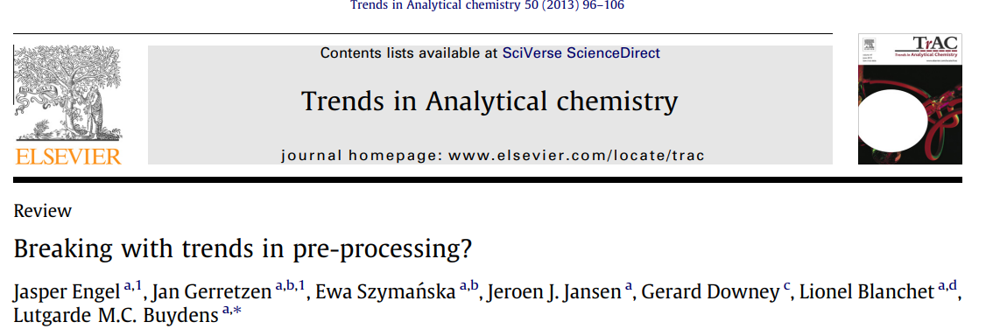 Trends in Analytical chemistry 50 (2013) 96–106
Contents lists available at SciVerse ScienceDirect
Trends in Analytical chemistry
journal homepage: www.elsevier.com/locate/trac
ELSEVIER
TrAC
Trends in Analytical Chemistry
Review
Breaking with trends in pre-processing?
Jasper Engel a,1, Jan Gerretzen a,b,1, Ewa Szymańska a,b, Jeroen J. Jansen a, Gerard Downey c, Lionel Blanchet a,d,
Lutgarde M.C. Buydens a,*